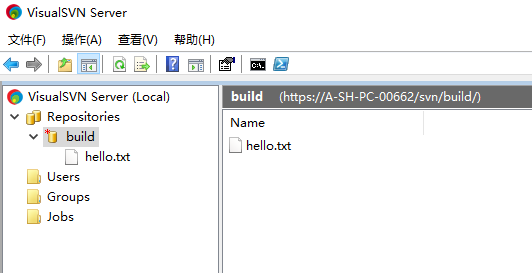 VisualSVN Server
文件(F) 操作(A) 查看(V) 帮助(H)
VisualSVN Server (Local)
Repositories
build
hello.txt
Users
Groups
Jobs
build (https://A-SH-PC-00662/svn/build/)
Name
hello.txt